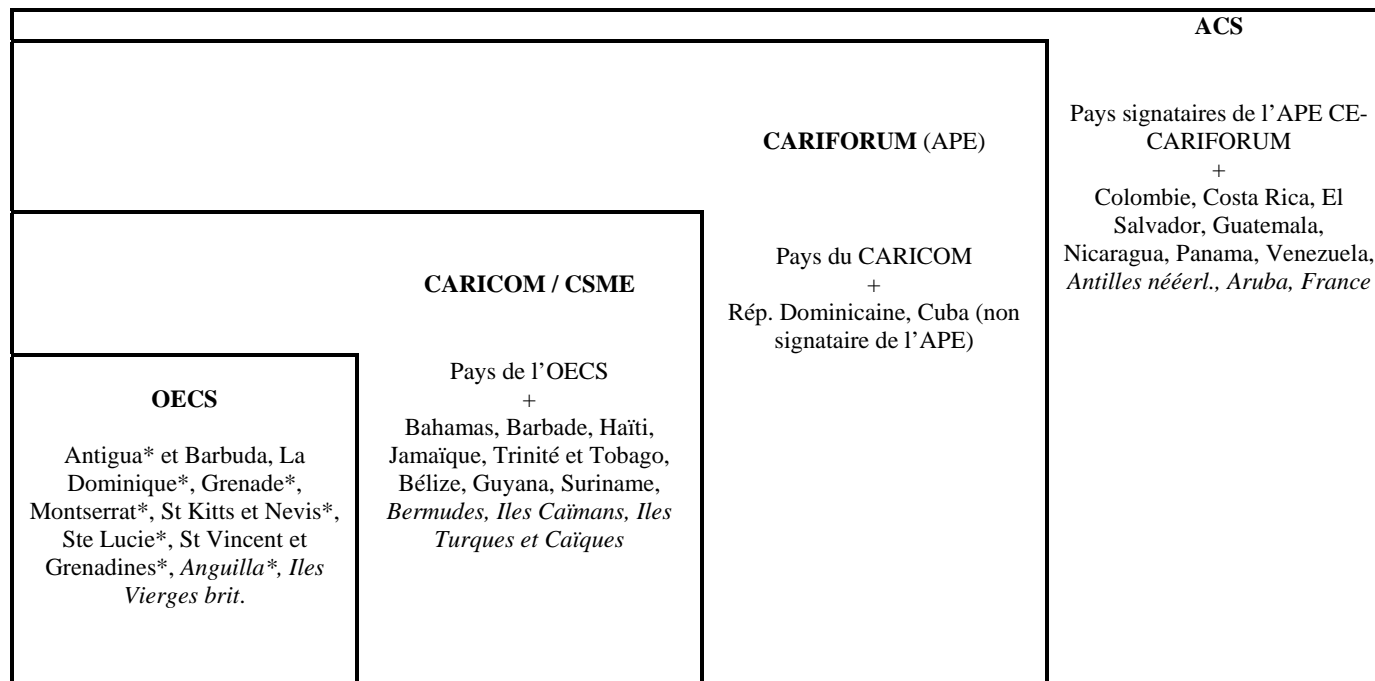 ACS
Pays signataires de l’APE CE-
CARIFORUM
+
Colombie, Costa Rica, El
Salvador, Guatemala,
Nicaragua, Panama, Venezuela,
Antilles nééerl., Aruba, France
CARIFORUM (APE)
Pays du CARICOM
+
Rép. Dominicaine, Cuba (non
signataire de l’APE)
CARICOM / CSME
Pays de l’OECS
+
Bahamas, Barbade, Haïti,
Jamaïque, Trinité et Tobago,
Bélize, Guyana, Suriname,
Bermudes, Iles Caïmans, Iles
Turques et Caïques
OECS
Antigua* et Barbuda, La
Dominique*, Grenade*,
Montserrat*, St Kitts et Nevis*,
Ste Lucie*, St Vincent et
Grenadines*, Anguilla*, Iles
Vierges brit.